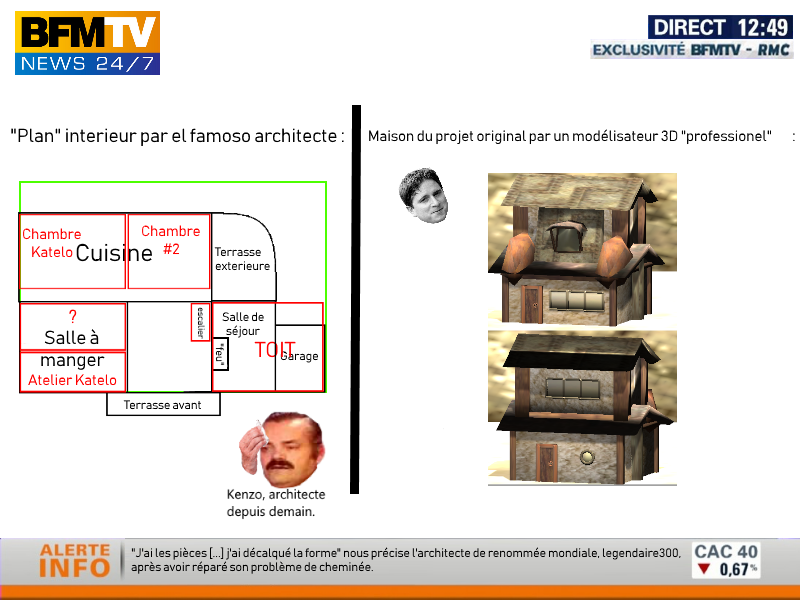 BFMTV
NEWS 24/7
DIRECT 12:49
EXCLUSIVITÉ BFMTV - RMC
"Plan" interieur par el famoso architecte :
Maison du projet original par un modélisateur 3D "professionel" :
Chambre
Katelo
Cuisine
Chambre
#2
Terrasse
exterieure
?
Salle à
manger
Atelier Katelo
escalier
Salle de
séjour
"feu"
TOIT
Garage
Terrasse avant
Kenzo, architecte
depuis demain.
ALERTE
INFO
"J'ai les pièces [...] j'ai décalqué la forme" nous précise l'architecte de renommée mondiale, legendaire300,
après avoir réparé son problème de cheminée.
CAC 40
▼ 0,67%